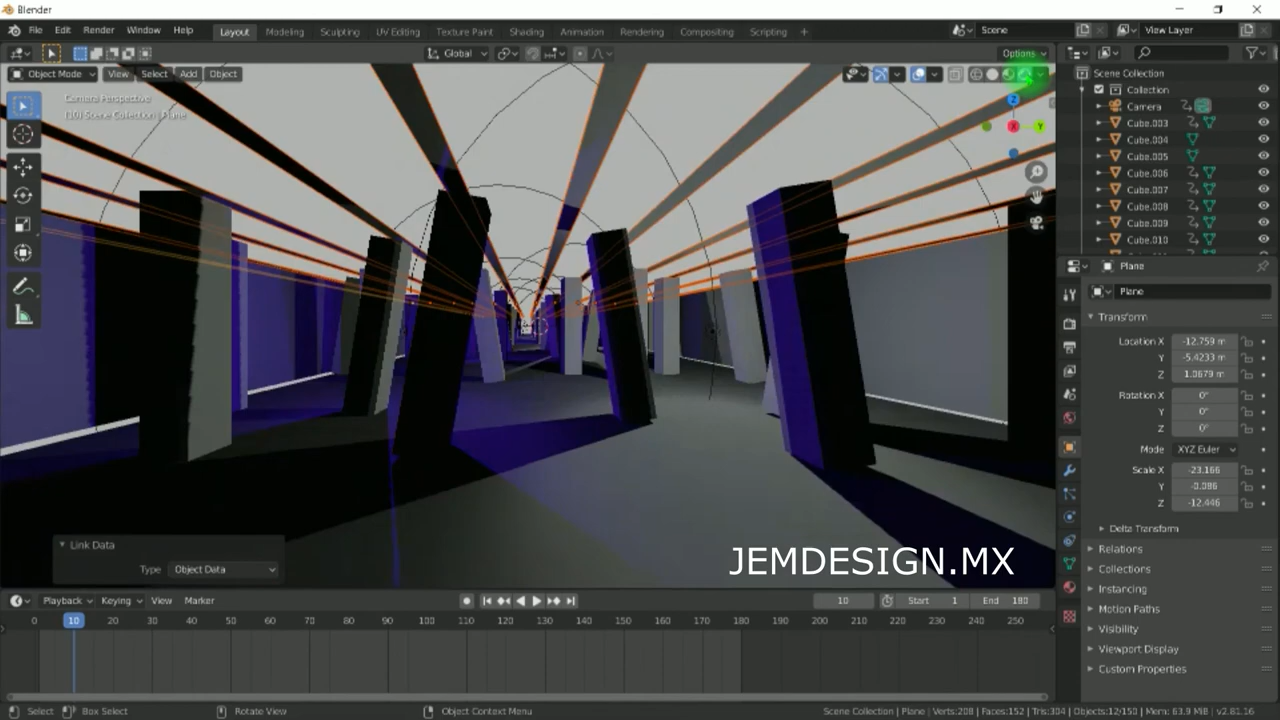 Blender
File Edit Render Window Help Layout Modeling Sculpting UV Editing Texture Paint Shading Animation Rendering Compositing Scripting + Scene View Layer
Global Options
Object Mode View Select Add Object
Camera Perspective
(10) Scene Collection | Plane
Z
X
Y
Scene Collection
Collection
Camera
Cube.003
Cube.004
Cube.005
Cube.006
Cube.007
Cube.008
Cube.009
Cube.010
Plane
Plane
Transform
Location X -12.759 m
Y -5.4233 m
Z 1.0679 m
Rotation X 0°
Y 0°
Z 0°
Mode XYZ Euler
Scale X -23.166
Y -0.086
Z -12.446
Delta Transform
Relations
Collections
Instancing
Motion Paths
Visibility
Viewport Display
Custom Properties
Link Data
Type Object Data
JEMDESIGN.MX
Playback Keying View Marker 10 Start 1 End 180
0 10 20 30 40 50 60 70 80 90 100 110 120 130 140 150 160 170 180 190 200 210 220 230 240 250
Select Box Select Rotate View Object Context Menu Scene Collection | Plane | Verts:208 | Faces:152 | Tris:304 | Objects:12/150 | Mem: 63.9 MiB | v2.81.16